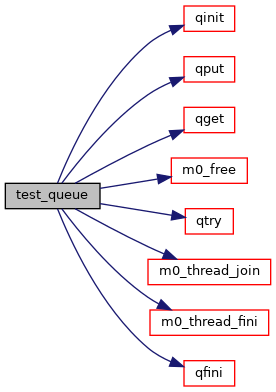 qinit
qput
qget
m0_free
test_queue
qtry
m0_thread_join
m0_thread_fini
qfini